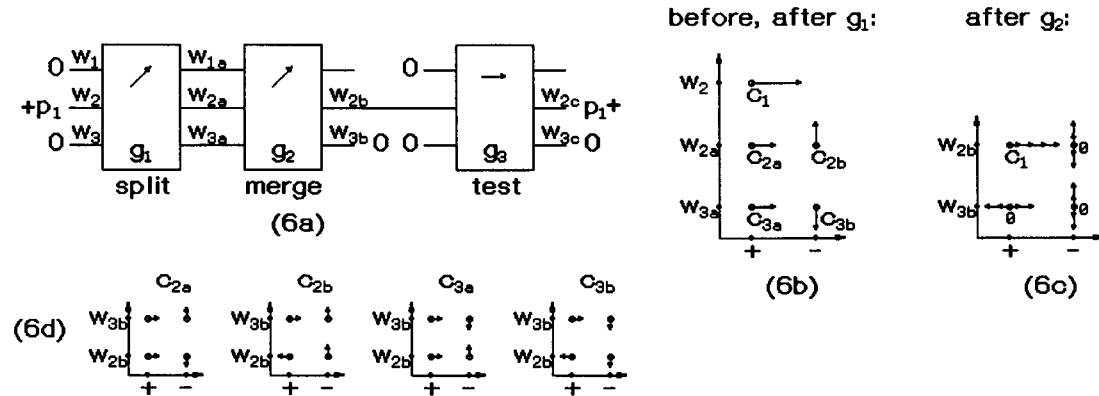 before, after g₁:
after g₂:
0 w₁ w₁ₐ 0
+p₁ w₂ w₂ₐ w₂b w₂c p₁+
0 w₃ w₃ₐ w₃b 0 0 w₃c 0
g₁ g₂ g₃
split merge test
(6a)
w₂ c₁
w₂ₐ c₂ₐ c₂b
w₃ₐ c₃ₐ c₃b
+ −
(6b)
w₂b c₁ 0
w₃b 0 0
+ −
(6c)
(6d)
c₂ₐ c₂b c₃ₐ c₃b
w₃b w₃b w₃b w₃b
w₂b w₂b w₂b w₂b
+ − + − + − + −